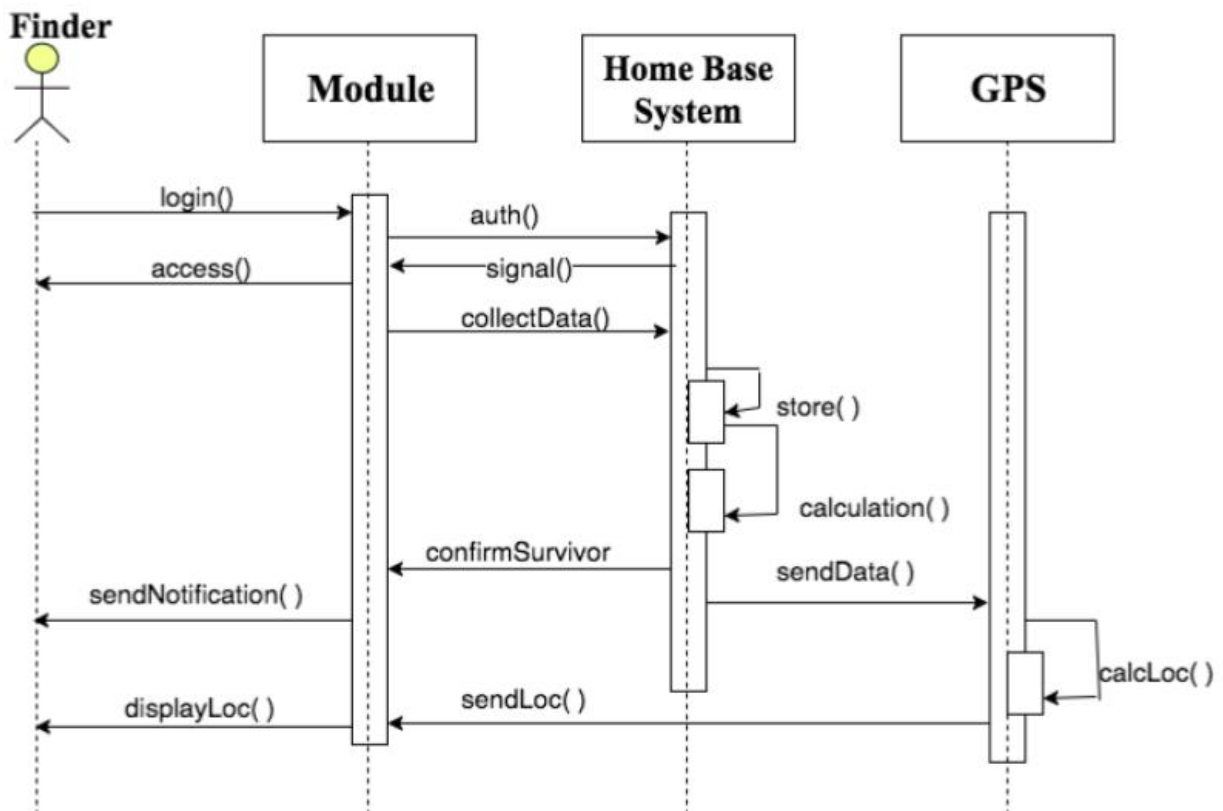 Finder
Module
Home Base
System
GPS
login()
auth()
signal()
access()
collectData()
store( )
calculation( )
confirmSurvivor
sendData( )
sendNotification( )
calcLoc( )
sendLoc( )
displayLoc( )